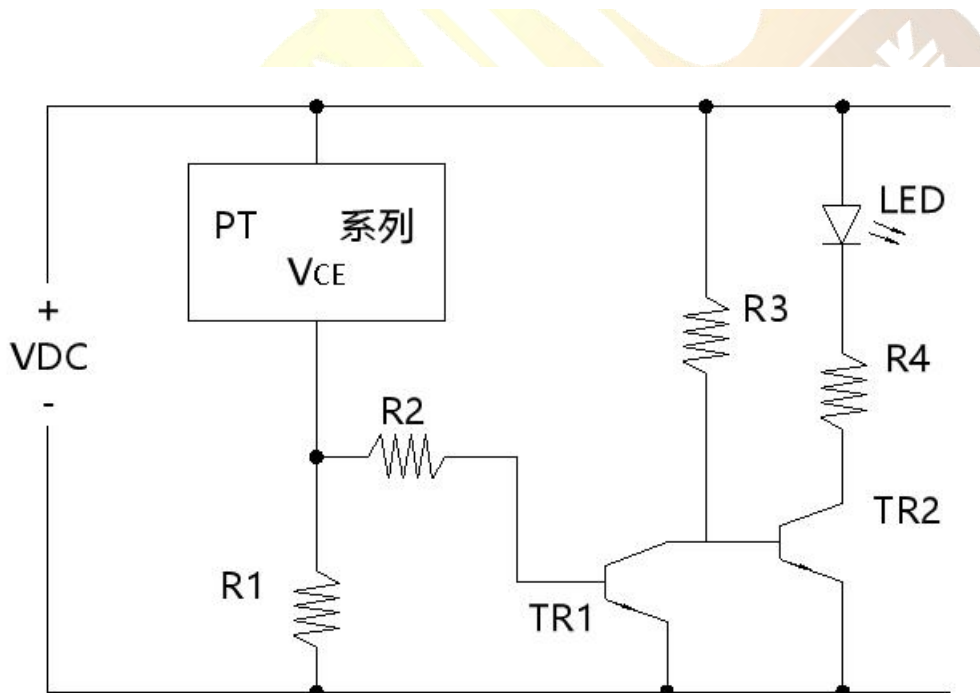 PT 系列
VCE
LED
+
VDC
-
R3
R4
R2
TR2
R1
TR1